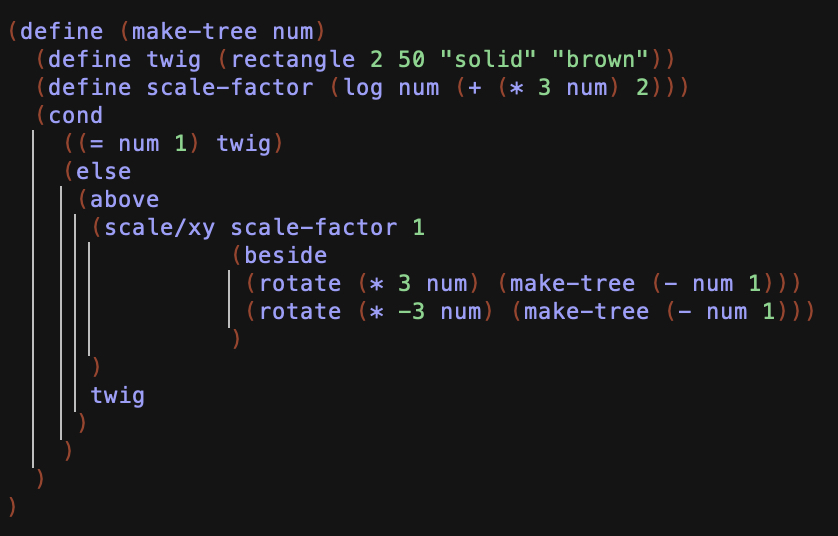 (define (make-tree num)
  (define twig (rectangle 2 50 "solid" "brown"))
  (define scale-factor (log num (+ (* 3 num) 2)))
  (cond
    ((= num 1) twig)
    (else
     (above
      (scale/xy scale-factor 1
                (beside
                 (rotate (* 3 num) (make-tree (- num 1)))
                 (rotate (* -3 num) (make-tree (- num 1)))
                )
      )
      twig
     )
    )
  )
)